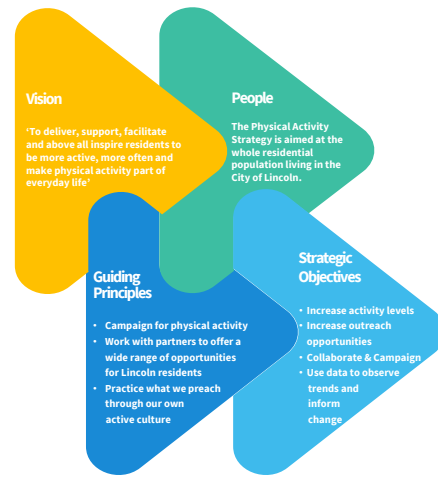 Vision
‘To deliver, support, facilitate
and above all inspire residents to
be more active, more often and
make physical activity part of
everyday life’
People
The Physical Activity
Strategy is aimed at the
whole residential
population living in the
City of Lincoln.
Guiding
Principles
• Campaign for physical activity
• Work with partners to offer a
wide range of opportunities
for Lincoln residents
• Practice what we preach
through our own
active culture
Strategic
Objectives
• Increase activity levels
• Increase outreach
opportunities
• Collaborate & Campaign
• Use data to observe
trends and
inform
change